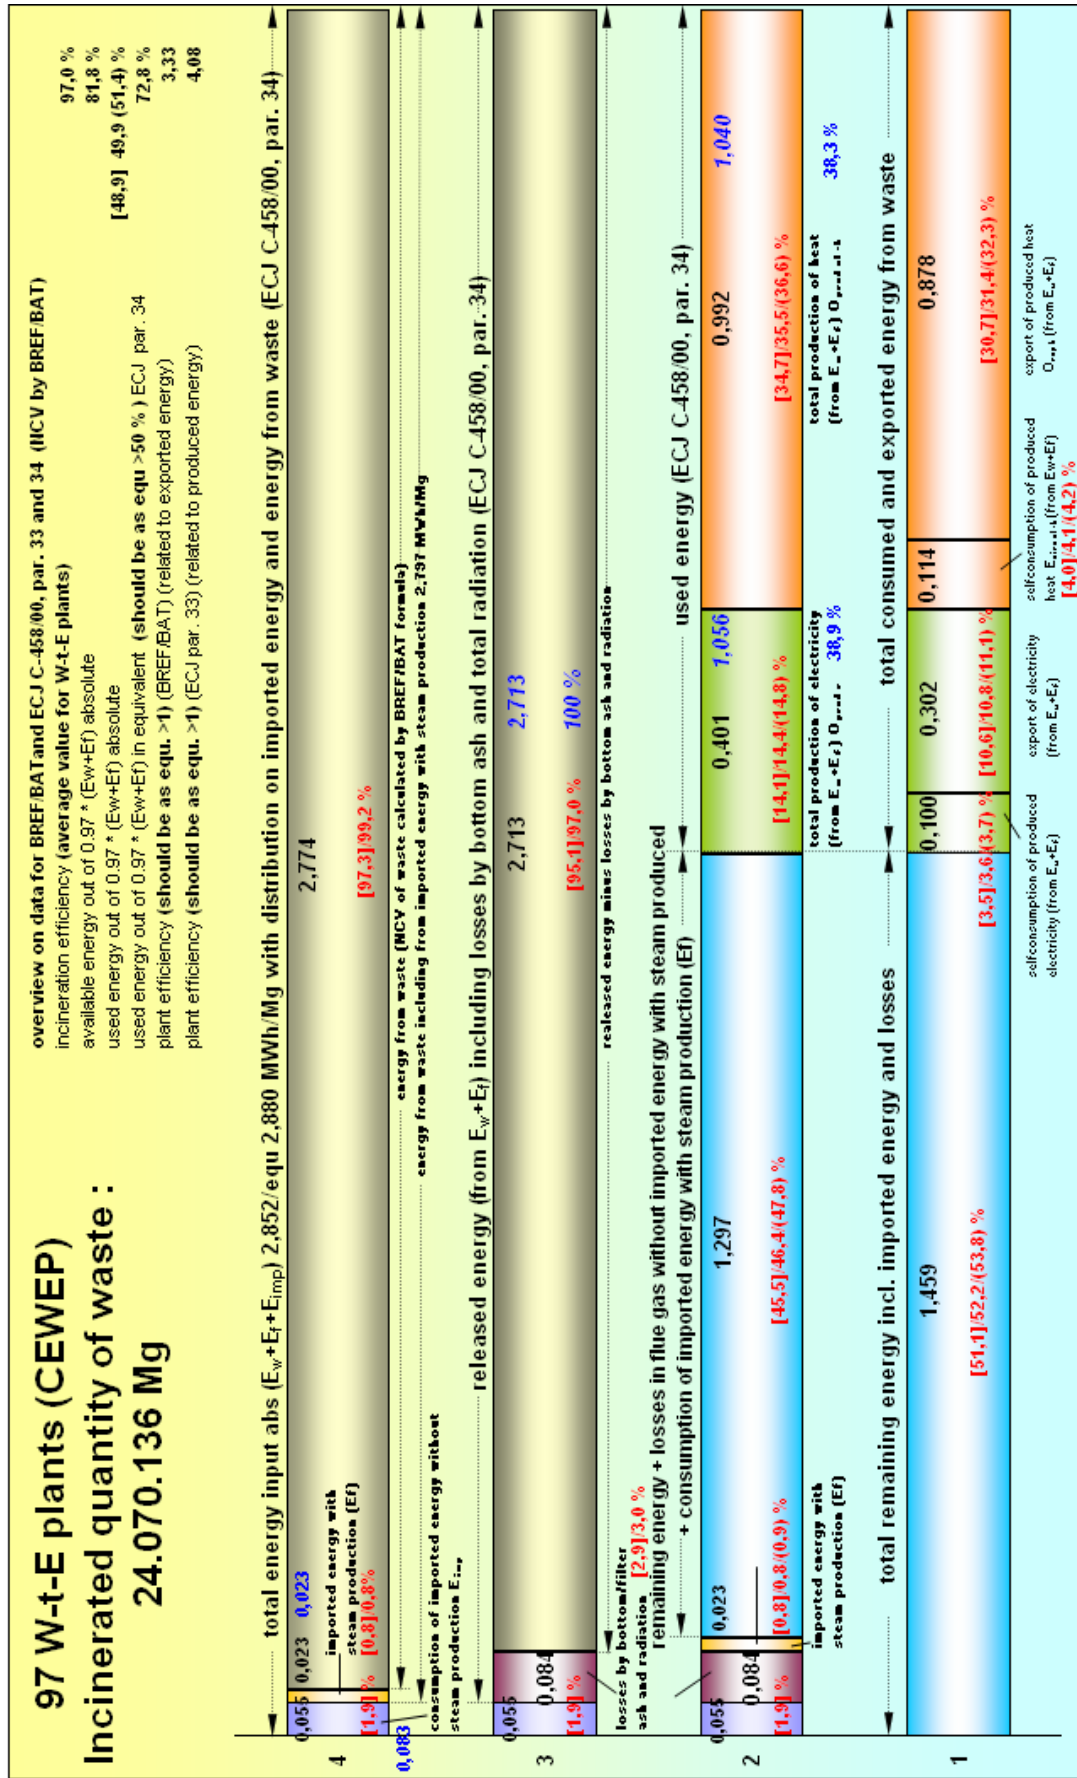 97 W-t-E plants (CEWEP)
Incinerated quantity of waste :
24.070.136 Mg
overview on data for BREF/BAT and ECJ C-458/00, par. 33 and 34 (NCV by BREF/BAT)
incineration efficiency (average value for W-t-E plants) 97,0 %
available energy out of 0.97 * (Ew+Ef) absolute 81,8 %
used energy out of 0.97 * (Ew+Ef) absolute [48,9] 49,9 (51,4) %
used energy out of 0.97 * (Ew+Ef) in equivalent (should be as equ >50 % ) ECJ par. 34 72,8 %
plant efficiency (should be as equ. >1) (BREF/BAT) (related to exported energy) 3,33
plant efficiency (should be as equ. >1) (ECJ par. 33) (related to produced energy) 4,08
total energy input abs (Ew+Ef+Eimp) 2,852/equ 2,880 MWh/Mg with distribution on imported energy and energy from waste (ECJ C-458/00, par. 34)
4
0,055 0,023 0,023 2,774
imported energy with
steam production (Ef)
[1,9] % [0,8]/0,8% [97,3]/99,2 %
0,083
consumption of imported energy without
steam production Eimp
energy from waste (NCV of waste calculated by BREF/BAT formula)
energy from waste including from imported energy with steam production 2,797 MWh/Mg
released energy (from Ew+Ef) including losses by bottom ash and total radiation (ECJ C-458/00, par. 34)
3
0,055 0,084 2,713 2,713
[1,9] % [95,1]/97,0 % 100 %
losses by bottom/filter
ash and radiation [2,9]/3,0 %
realeased energy minus losses by bottom ash and radiation
remaining energy + losses in flue gas without imported energy with steam produced
+ consumption of imported energy with steam production (Ef)
used energy (ECJ C-458/00, par. 34)
2
0,055 0,084 0,023 1,297 0,401 1,056 0,992 1,040
[1,9] % [0,8]/0,8/(0,9) % [45,5]/46,4/(47,8) % [14,1]/14,4/(14,8) % [34,7]/35,5/(36,6) %
imported energy with
steam production (Ef)
total production of electricity
(from Ew+Ef) 38,9 %
total production of heat
(from Ew+Ef) 38,3 %
total remaining energy incl. imported energy and losses
total consumed and exported energy from waste
1
1,459 0,100 0,302 0,114 0,878
[51,1]/52,2/(53,8) % [3,5]/3,6/(3,7) % [10,6]/10,8/(11,1) % [30,7]/31,4/(32,3) %
selfconsumption of produced
electricity (from Ew+Ef)
export of electricity
(from Ew+Ef)
selfconsumption of produced
heat (from Ew+Ef)
[4,0]/4,1/(4,2) %
export of produced heat
(from Ew+Ef)